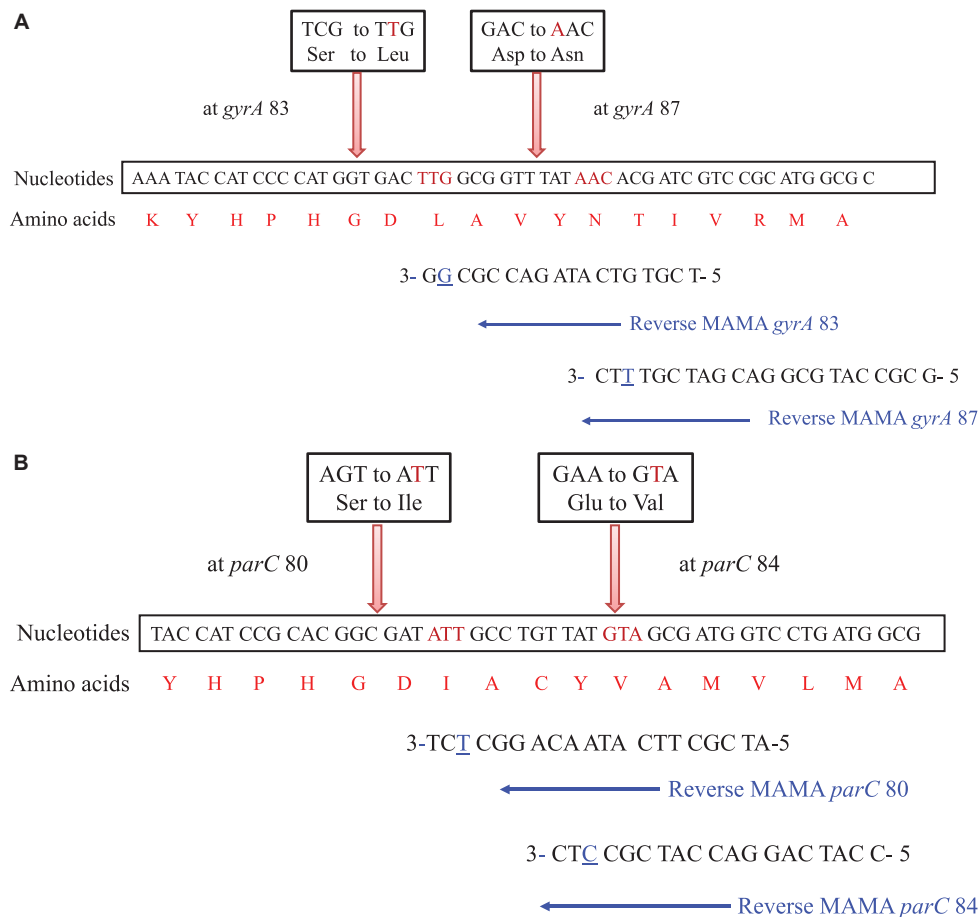 A
TCG to TTG
Ser to Leu
GAC to AAC
Asp to Asn
at gyrA 83
at gyrA 87
Nucleotides AAA TAC CAT CCC CAT GGT GAC TTG GCG GTT TAT AAC ACG ATC GTC CGC ATG GCG C
Amino acids K Y H P H G D L A V Y N T I V R M A
3- GG CGC CAG ATA CTG TGC T- 5
Reverse MAMA gyrA 83
3- CTT TGC TAG CAG GCG TAC CGC G- 5
Reverse MAMA gyrA 87
B
AGT to ATT
Ser to Ile
GAA to GTA
Glu to Val
at parC 80
at parC 84
Nucleotides TAC CAT CCG CAC GGC GAT ATT GCC TGT TAT GTA GCG ATG GTC CTG ATG GCG
Amino acids Y H P H G D I A C Y V A M V L M A
3-TCT CGG ACA ATA CTT CGC TA-5
Reverse MAMA parC 80
3- CTC CGC TAC CAG GAC TAC C- 5
Reverse MAMA parC 84